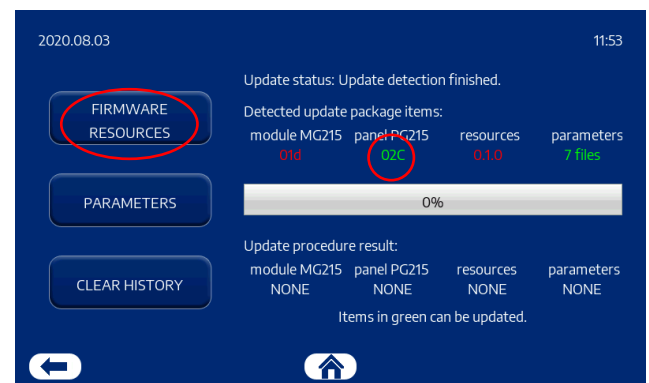 2020.08.03 11:53
Update status: Update detection finished.
FIRMWARE
RESOURCES
Detected update package items:
module MG215 panel PG215 resources parameters
01d 02C 0.1.0 7 files
PARAMETERS
0%
Update procedure result:
module MG215 panel PG215 resources parameters
NONE NONE NONE NONE
CLEAR HISTORY
Items in green can be updated.